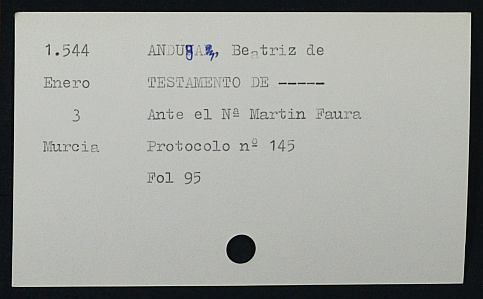 1.544 ANDUgAR, Beatriz de
Enero TESTAMENTO DE -----
3 Ante el Nª Martin Faura
Murcia Protocolo nº 145
Fol 95